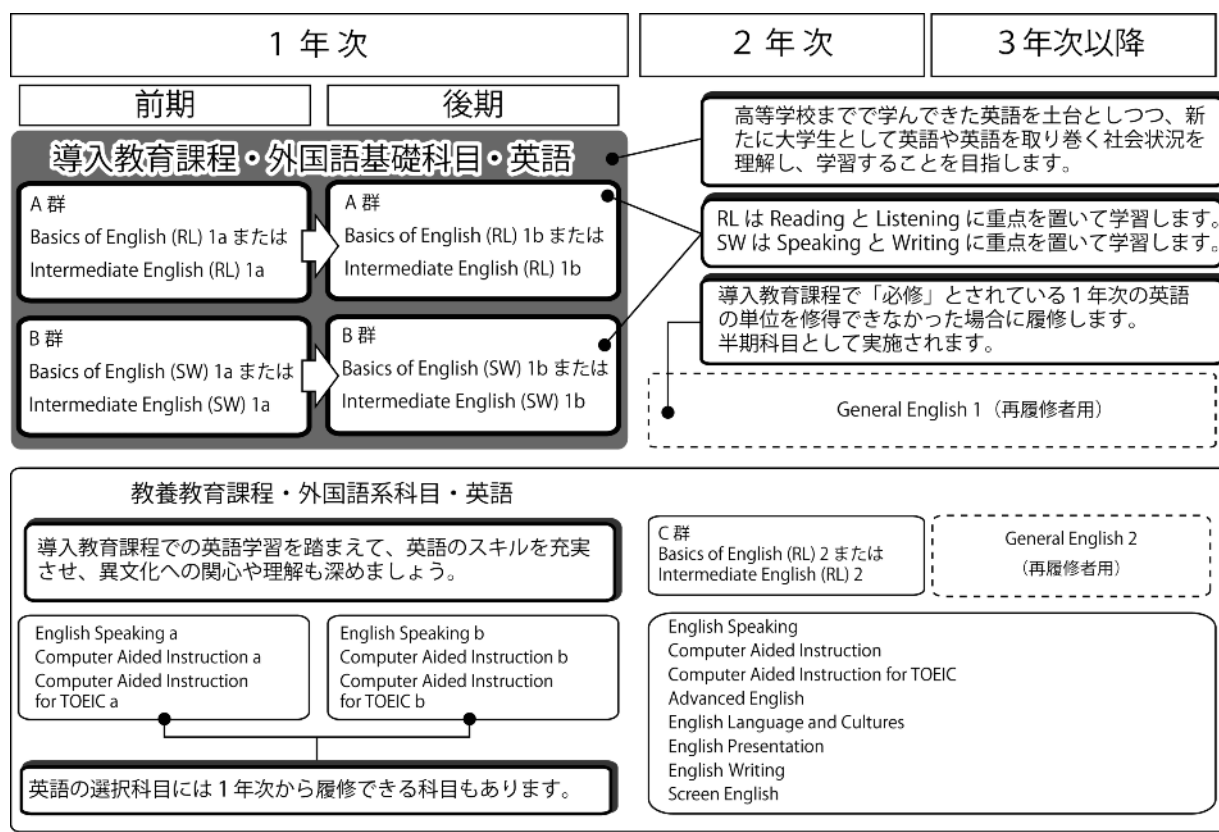 1 年 次
2 年 次
3 年次以降
前期
後期
導入教育課程・外国語基礎科目・英語
A 群
Basics of English (RL) 1a または
Intermediate English (RL) 1a
A 群
Basics of English (RL) 1b または
Intermediate English (RL) 1b
B 群
Basics of English (SW) 1a または
Intermediate English (SW) 1a
B 群
Basics of English (SW) 1b または
Intermediate English (SW) 1b
高等学校までで学んできた英語を土台としつつ、新
たに大学生として英語や英語を取り巻く社会状況を
理解し、学習することを目指します。
RL は Reading と Listening に重点を置いて学習します。
SW は Speaking と Writing に重点を置いて学習します。
導入教育課程で「必修」とされている 1 年次の英語
の単位を修得できなかった場合に履修します。
半期科目として実施されます。
General English 1（再履修者用）
教養教育課程・外国語系科目・英語
導入教育課程での英語学習を踏まえて、英語のスキルを充実
させ、異文化への関心や理解も深めましょう。
English Speaking a
Computer Aided Instruction a
Computer Aided Instruction
for TOEIC a
English Speaking b
Computer Aided Instruction b
Computer Aided Instruction
for TOEIC b
英語の選択科目には 1 年次から履修できる科目もあります。
C 群
Basics of English (RL) 2 または
Intermediate English (RL) 2
General English 2
（再履修者用）
English Speaking
Computer Aided Instruction
Computer Aided Instruction for TOEIC
Advanced English
English Language and Cultures
English Presentation
English Writing
Screen English